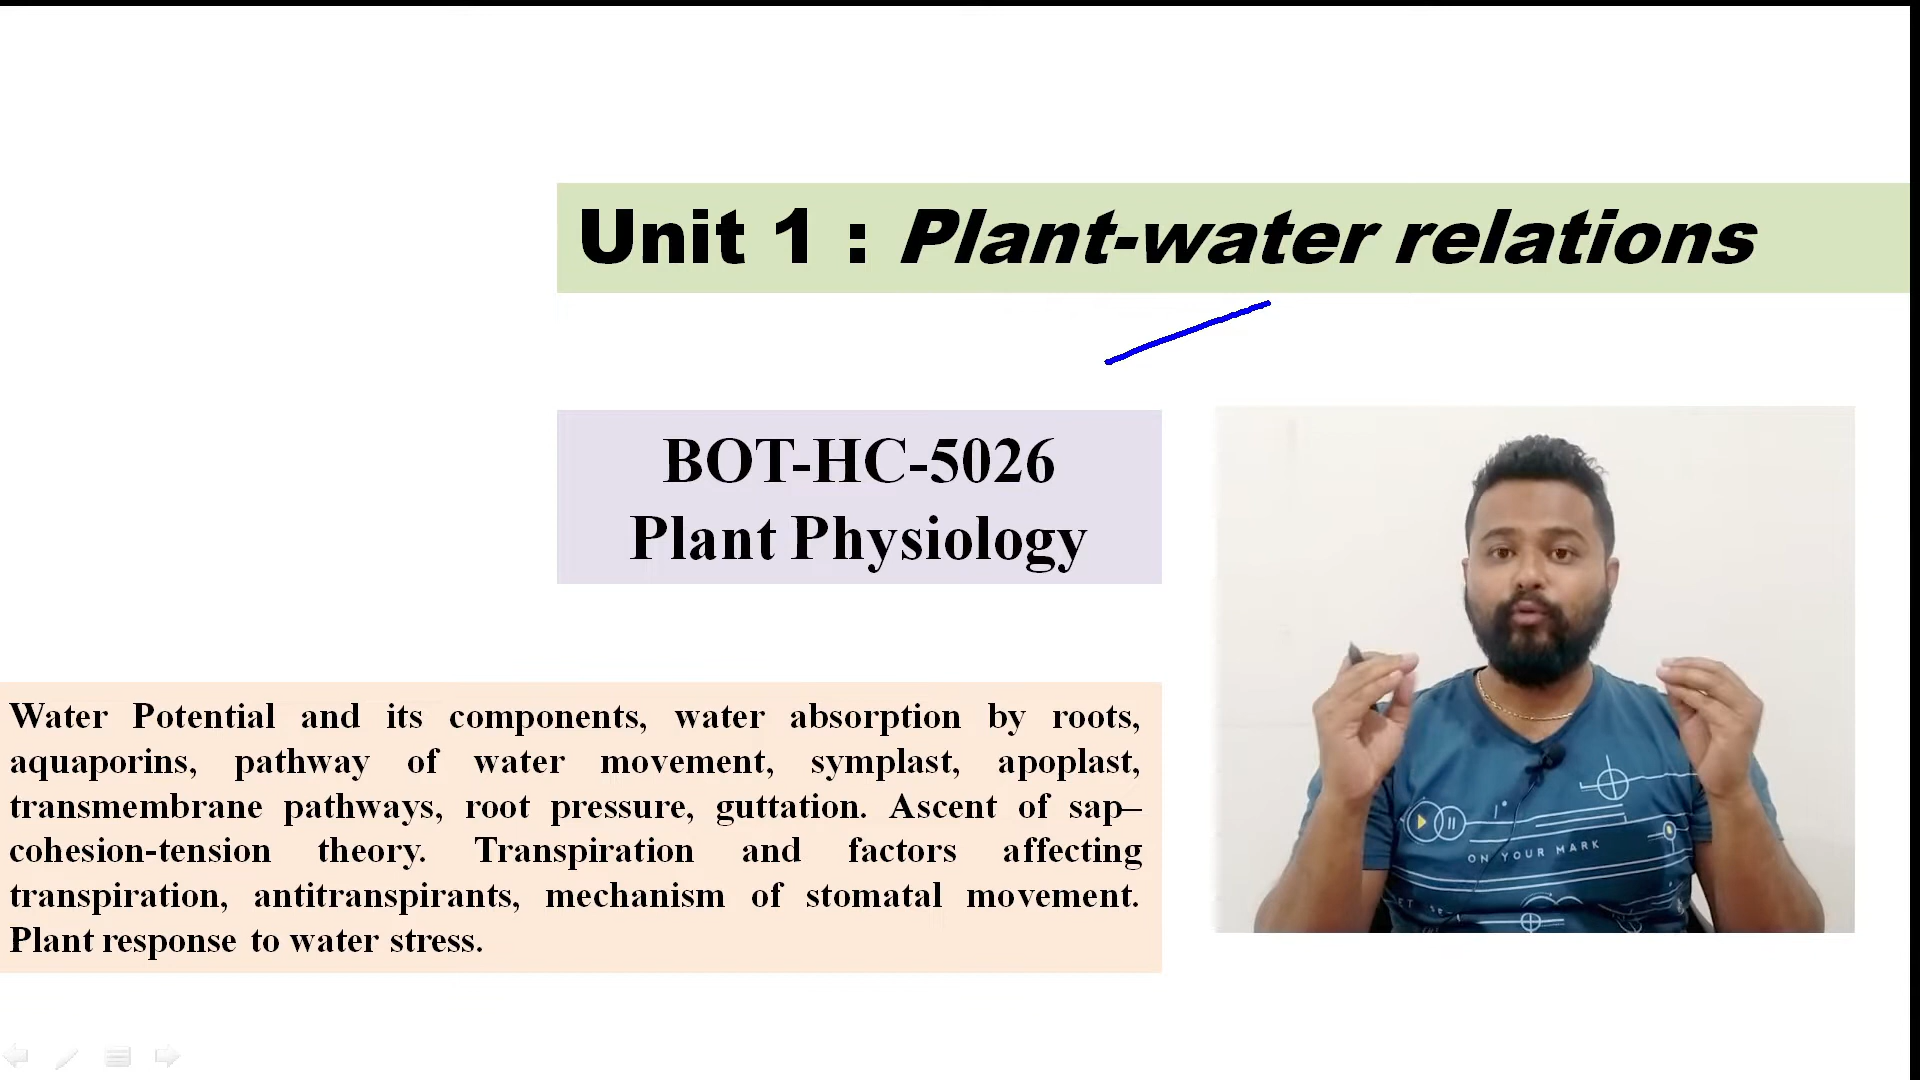 Unit 1 : Plant-water relations
BOT-HC-5026
Plant Physiology
Water Potential and its components, water absorption by roots,
aquaporins, pathway of water movement, symplast, apoplast,
transmembrane pathways, root pressure, guttation. Ascent of sap–
cohesion-tension theory. Transpiration and factors affecting
transpiration, antitranspirants, mechanism of stomatal movement.
Plant response to water stress.
ON YOUR MARK